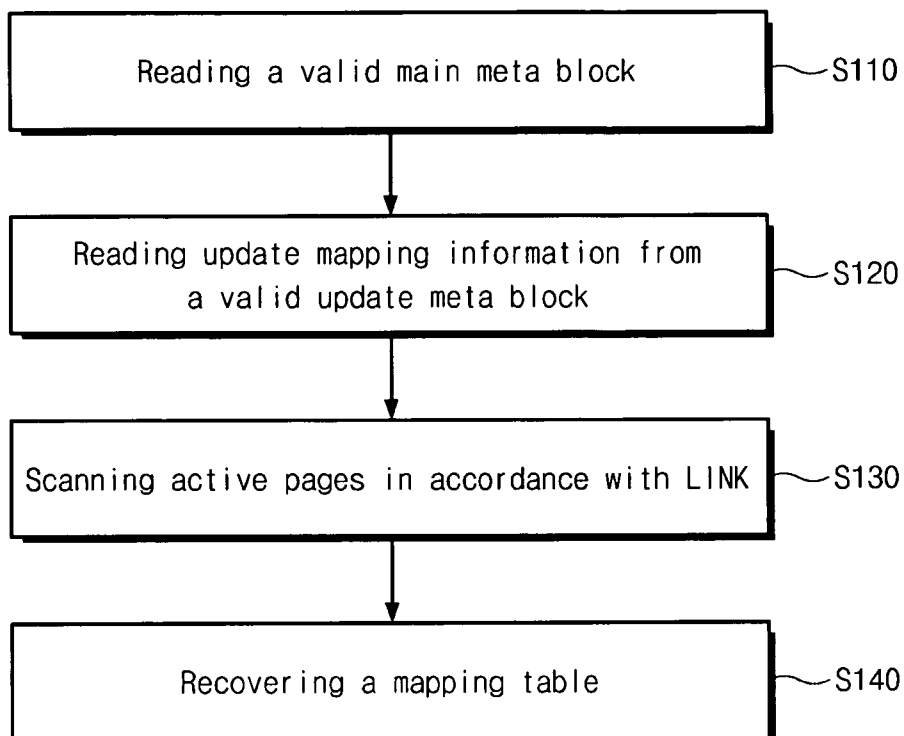 Reading a valid main meta block
S110
Reading update mapping information from
a valid update meta block
S120
Scanning active pages in accordance with LINK
S130
Recovering a mapping table
S140